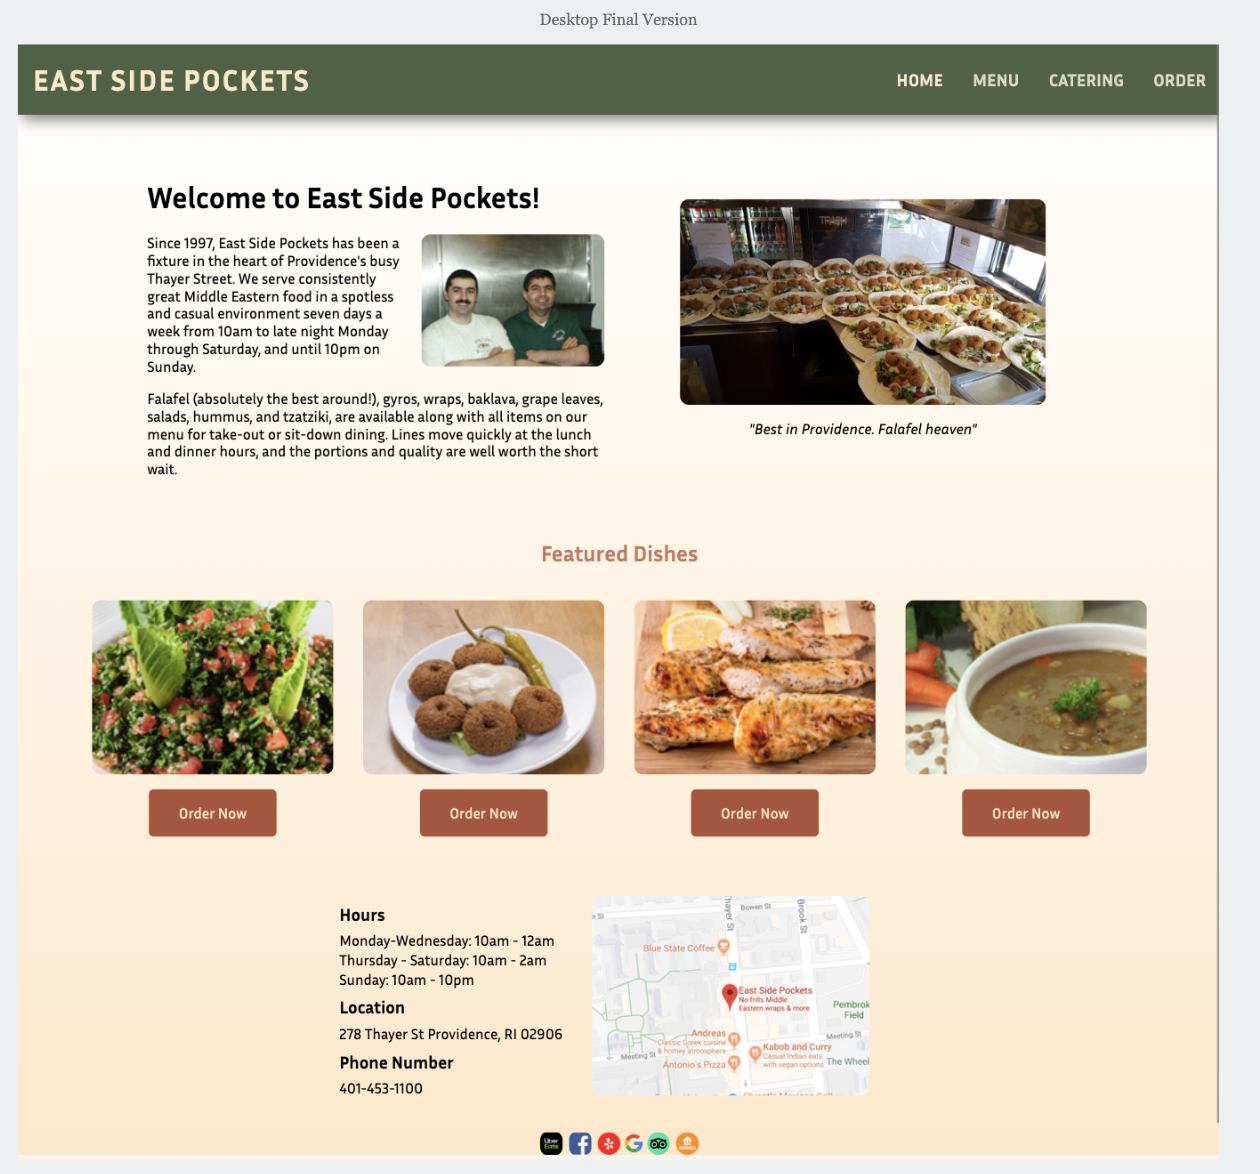 Desktop Final Version
EAST SIDE POCKETS
HOME MENU CATERING ORDER
Welcome to East Side Pockets!
Since 1997, East Side Pockets has been a
fixture in the heart of Providence's busy
Thayer Street. We serve consistently
great Middle Eastern food in a spotless
and casual environment seven days a
week from 10am to late night Monday
through Saturday, and until 10pm on
Sunday.
Falafel (absolutely the best around!), gyros, wraps, baklava, grape leaves,
salads, hummus, and tzatziki, are available along with all items on our
menu for take-out or sit-down dining. Lines move quickly at the lunch
and dinner hours, and the portions and quality are well worth the short
wait.
TRASH
"Best in Providence. Falafel heaven"
Featured Dishes
Order Now
Order Now
Order Now
Order Now
Hours
Monday-Wednesday: 10am - 12am
Thursday - Saturday: 10am - 2am
Sunday: 10am - 10pm
Location
278 Thayer St Providence, RI 02906
Phone Number
401-453-1100
n St
hayer St
Bowen St
Brook St
Blue State Coffee
East Side Pockets
No-frills Middle
Eastern wraps & more
Pembrok
Field
Andreas
Classic Greek cuisine
& homey atmosphere
Meeting St
Kabob and Curry
Casual Indian eats
with vegan options
Meeting St
Antonio's Pizza
The Wheel
Uber
Eats